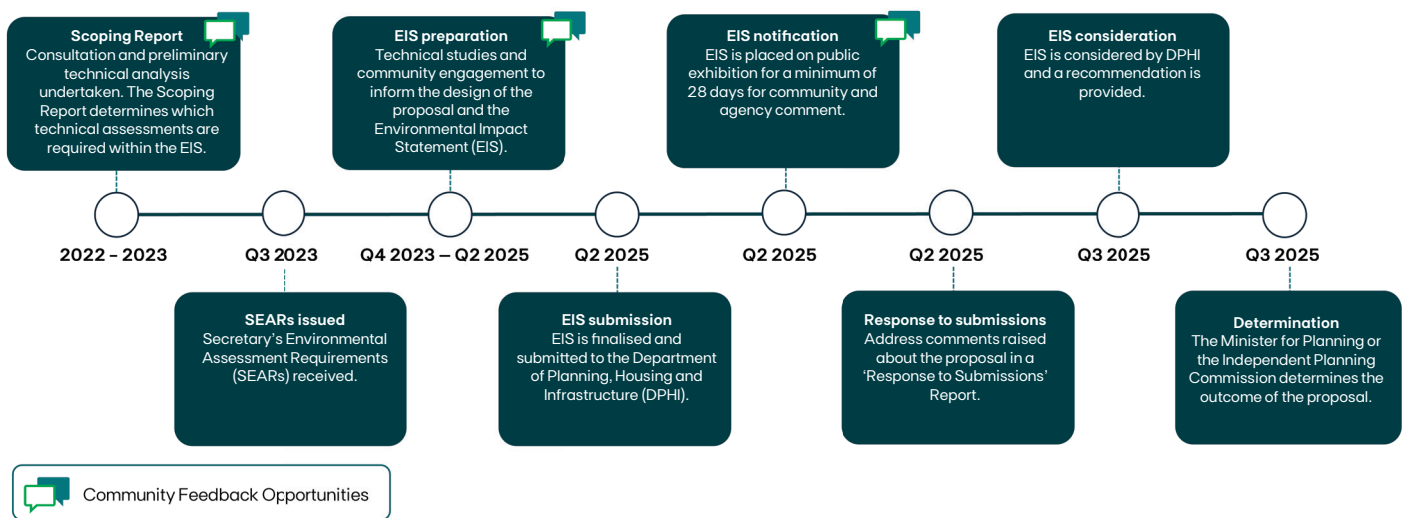 Scoping Report
Consultation and preliminary
technical analysis
undertaken. The Scoping
Report determines which
technical assessments are
required within the EIS.
EIS preparation
Technical studies and
community engagement to
inform the design of the
proposal and the
Environmental Impact
Statement (EIS).
EIS notification
EIS is placed on public
exhibition for a minimum of
28 days for community and
agency comment.
EIS consideration
EIS is considered by DPHI
and a recommendation is
provided.
2022 – 2023
Q3 2023
Q4 2023 – Q2 2025
Q2 2025
Q2 2025
Q2 2025
Q3 2025
Q3 2025
SEARs issued
Secretary's Environmental
Assessment Requirements
(SEARs) received.
EIS submission
EIS is finalised and
submitted to the Department
of Planning, Housing and
Infrastructure (DPHI).
Response to submissions
Address comments raised
about the proposal in a
'Response to Submissions'
Report.
Determination
The Minister for Planning or
the Independent Planning
Commission determines the
outcome of the proposal.
Community Feedback Opportunities